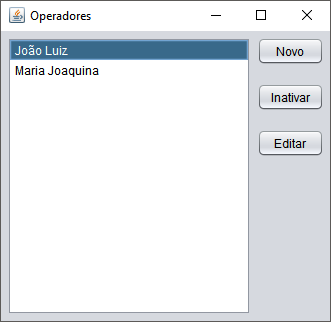 Operadores
João Luiz
Maria Joaquina
Novo
Inativar
Editar